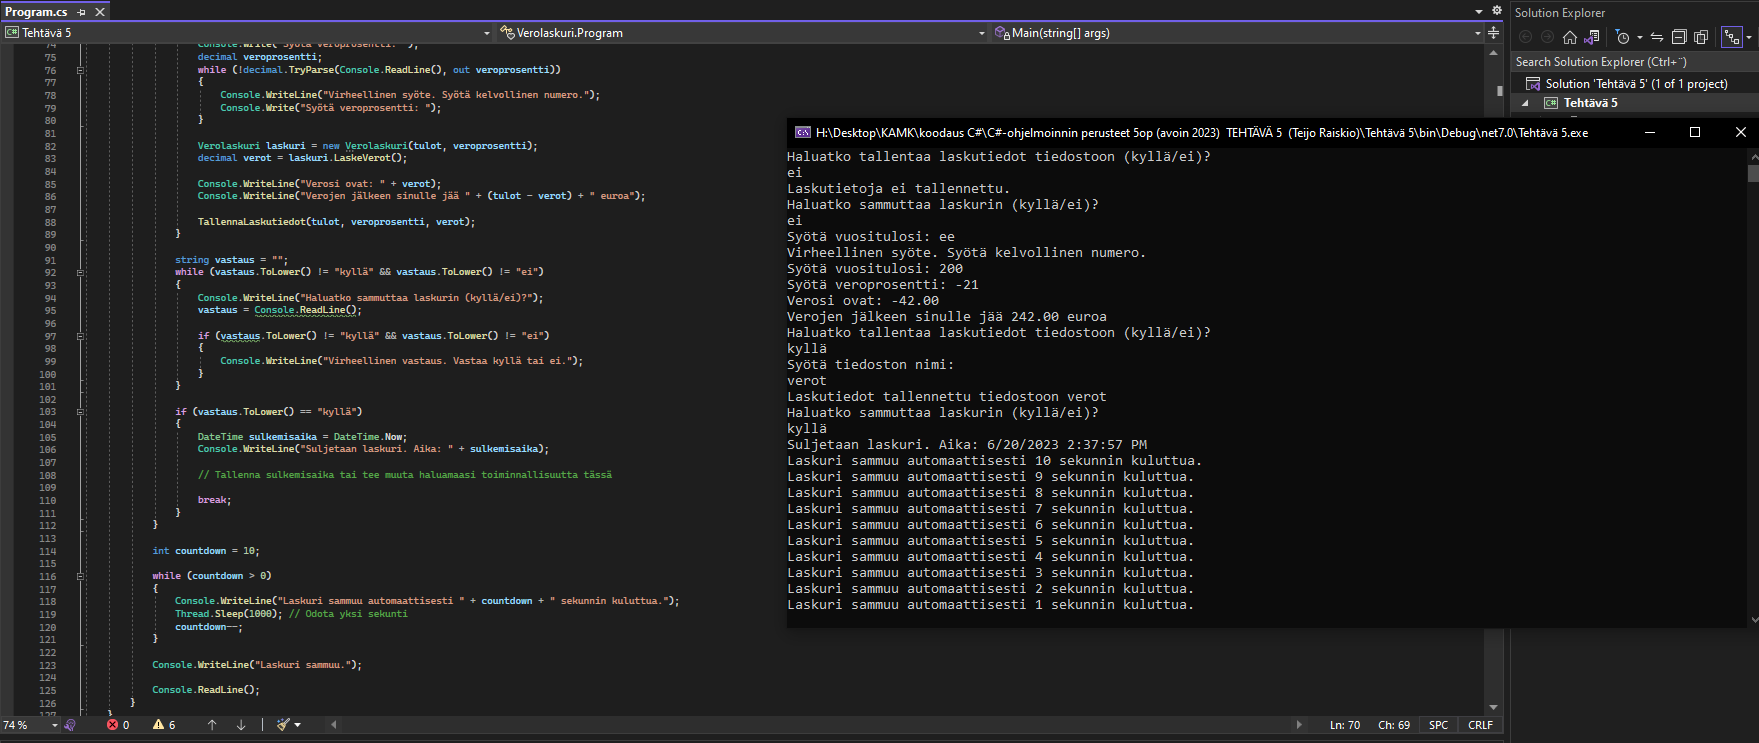 Program.cs
Tehtävä 5
Verolaskuri.Program
Main(string[] args)
74 Console.Write("Syötä veroprosentti: ");
75 decimal veroprosentti;
76 while (!decimal.TryParse(Console.ReadLine(), out veroprosentti))
77 {
78 Console.WriteLine("Virheellinen syöte. Syötä kelvollinen numero.");
79 Console.Write("Syötä veroprosentti: ");
80 }
81
82 Verolaskuri laskuri = new Verolaskuri(tulot, veroprosentti);
83 decimal verot = laskuri.LaskeVerot();
84
85 Console.WriteLine("Verosi ovat: " + verot);
86 Console.WriteLine("Verojen jälkeen sinulle jää " + (tulot - verot) + " euroa");
87
88 TallennaLaskutiedot(tulot, veroprosentti, verot);
89 }
90
91 string vastaus = "";
92 while (vastaus.ToLower() != "kyllä" && vastaus.ToLower() != "ei")
93 {
94 Console.WriteLine("Haluatko sammuttaa laskurin (kyllä/ei)?");
95 vastaus = Console.ReadLine();
96
97 if (vastaus.ToLower() != "kyllä" && vastaus.ToLower() != "ei")
98 {
99 Console.WriteLine("Virheellinen vastaus. Vastaa kyllä tai ei.");
100 }
101 }
102
103 if (vastaus.ToLower() == "kyllä")
104 {
105 DateTime sulkemisaika = DateTime.Now;
106 Console.WriteLine("Suljetaan laskuri. Aika: " + sulkemisaika);
107
108 // Tallenna sulkemisaika tai tee muuta haluamaasi toiminnallisuutta tässä
109
110 break;
111 }
112 }
113
114 int countdown = 10;
115
116 while (countdown > 0)
117 {
118 Console.WriteLine("Laskuri sammuu automaattisesti " + countdown + " sekunnin kuluttua.");
119 Thread.Sleep(1000); // Odota yksi sekunti
120 countdown--;
121 }
122
123 Console.WriteLine("Laskuri sammuu.");
124
125 Console.ReadLine();
126 }
127 }
74 %
0
6
Ln: 70
Ch: 69
SPC
CRLF
H:\Desktop\KAMK\koodaus C#\C#-ohjelmoinnin perusteet 5op (avoin 2023) TEHTÄVÄ 5 (Teijo Raiskio)\Tehtävä 5\bin\Debug\net7.0\Tehtävä 5.exe
Haluatko tallentaa laskutiedot tiedostoon (kyllä/ei)?
ei
Laskutietoja ei tallennettu.
Haluatko sammuttaa laskurin (kyllä/ei)?
ei
Syötä vuositulosi: ee
Virheellinen syöte. Syötä kelvollinen numero.
Syötä vuositulosi: 200
Syötä veroprosentti: -21
Verosi ovat: -42.00
Verojen jälkeen sinulle jää 242.00 euroa
Haluatko tallentaa laskutiedot tiedostoon (kyllä/ei)?
kyllä
Syötä tiedoston nimi:
verot
Laskutiedot tallennettu tiedostoon verot
Haluatko sammuttaa laskurin (kyllä/ei)?
kyllä
Suljetaan laskuri. Aika: 6/20/2023 2:37:57 PM
Laskuri sammuu automaattisesti 10 sekunnin kuluttua.
Laskuri sammuu automaattisesti 9 sekunnin kuluttua.
Laskuri sammuu automaattisesti 8 sekunnin kuluttua.
Laskuri sammuu automaattisesti 7 sekunnin kuluttua.
Laskuri sammuu automaattisesti 6 sekunnin kuluttua.
Laskuri sammuu automaattisesti 5 sekunnin kuluttua.
Laskuri sammuu automaattisesti 4 sekunnin kuluttua.
Laskuri sammuu automaattisesti 3 sekunnin kuluttua.
Laskuri sammuu automaattisesti 2 sekunnin kuluttua.
Laskuri sammuu automaattisesti 1 sekunnin kuluttua.
Solution Explorer
Search Solution Explorer (Ctrl+¨)
Solution 'Tehtävä 5' (1 of 1 project)
C# Tehtävä 5